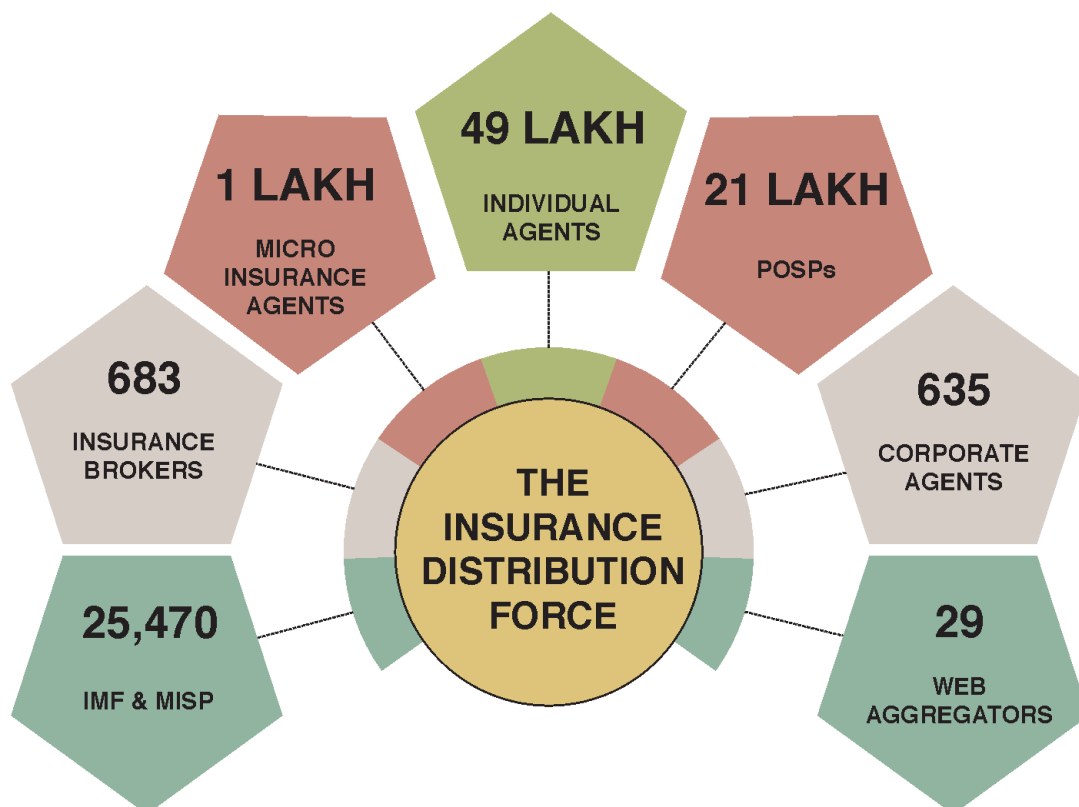 49 LAKH
INDIVIDUAL
AGENTS
1 LAKH
MICRO
INSURANCE
AGENTS
21 LAKH
POSPs
683
INSURANCE
BROKERS
635
CORPORATE
AGENTS
THE
INSURANCE
DISTRIBUTION
FORCE
25,470
IMF & MISP
29
WEB
AGGREGATORS